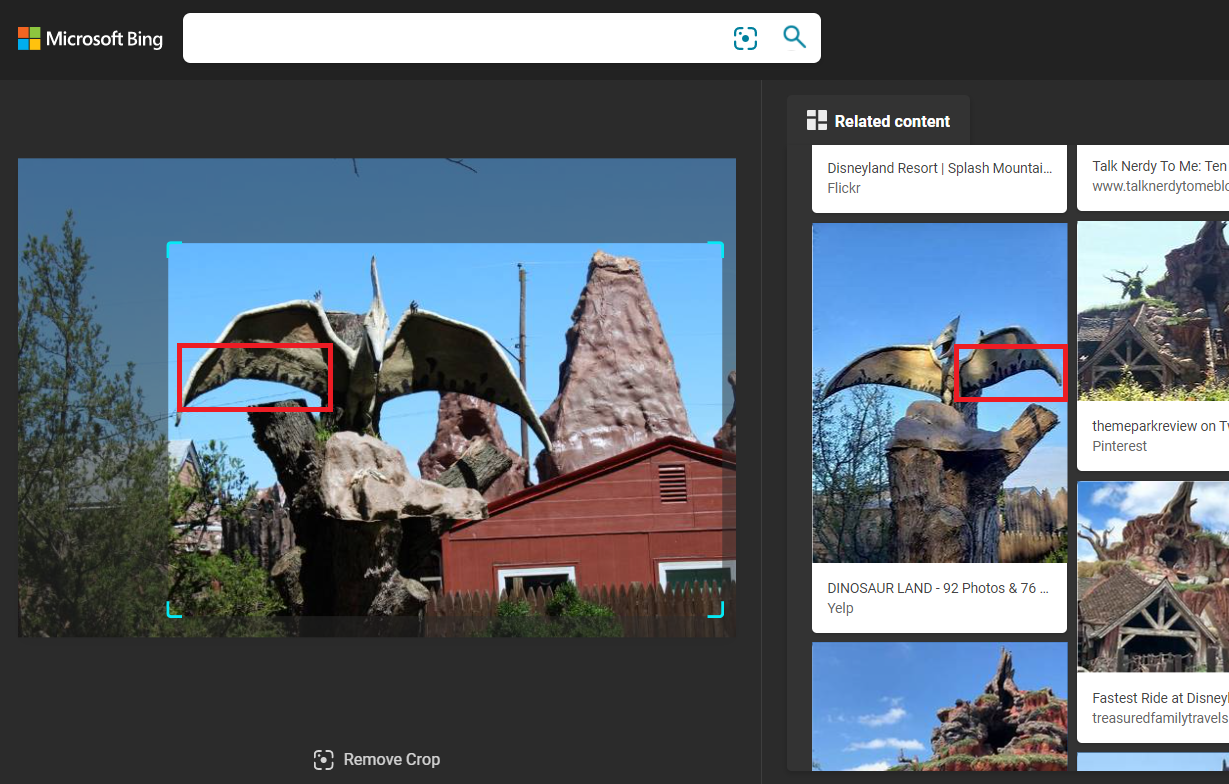 Microsoft Bing
Related content
Disneyland Resort | Splash Mountai...
Flickr
Talk Nerdy To Me: Ten
www.talknerdytomeblo
DINOSAUR LAND - 92 Photos & 76 ...
Yelp
themeparkreview on Tw
Pinterest
Fastest Ride at Disneyl
treasuredfamilytravels
Remove Crop